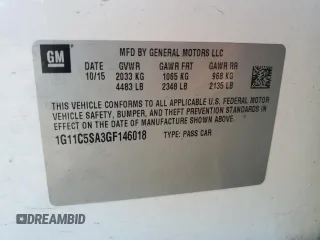 GM
MFD BY GENERAL MOTORS LLC
DATE GVWR GAWR FRT GAWR RR
10/15 2033 KG 1065 KG 968 KG
4483 LB 2348 LB 2135 LB
THIS VEHICLE CONFORMS TO ALL APPLICABLE U.S. FEDERAL MOTOR
VEHICLE SAFETY, BUMPER, AND THEFT PREVENTION STANDARDS
IN EFFECT ON THE DATE OF MANUFACTURE SHOWN ABOVE.
1G11C5SA3GF146018 TYPE: PASS CAR
DREAMBID